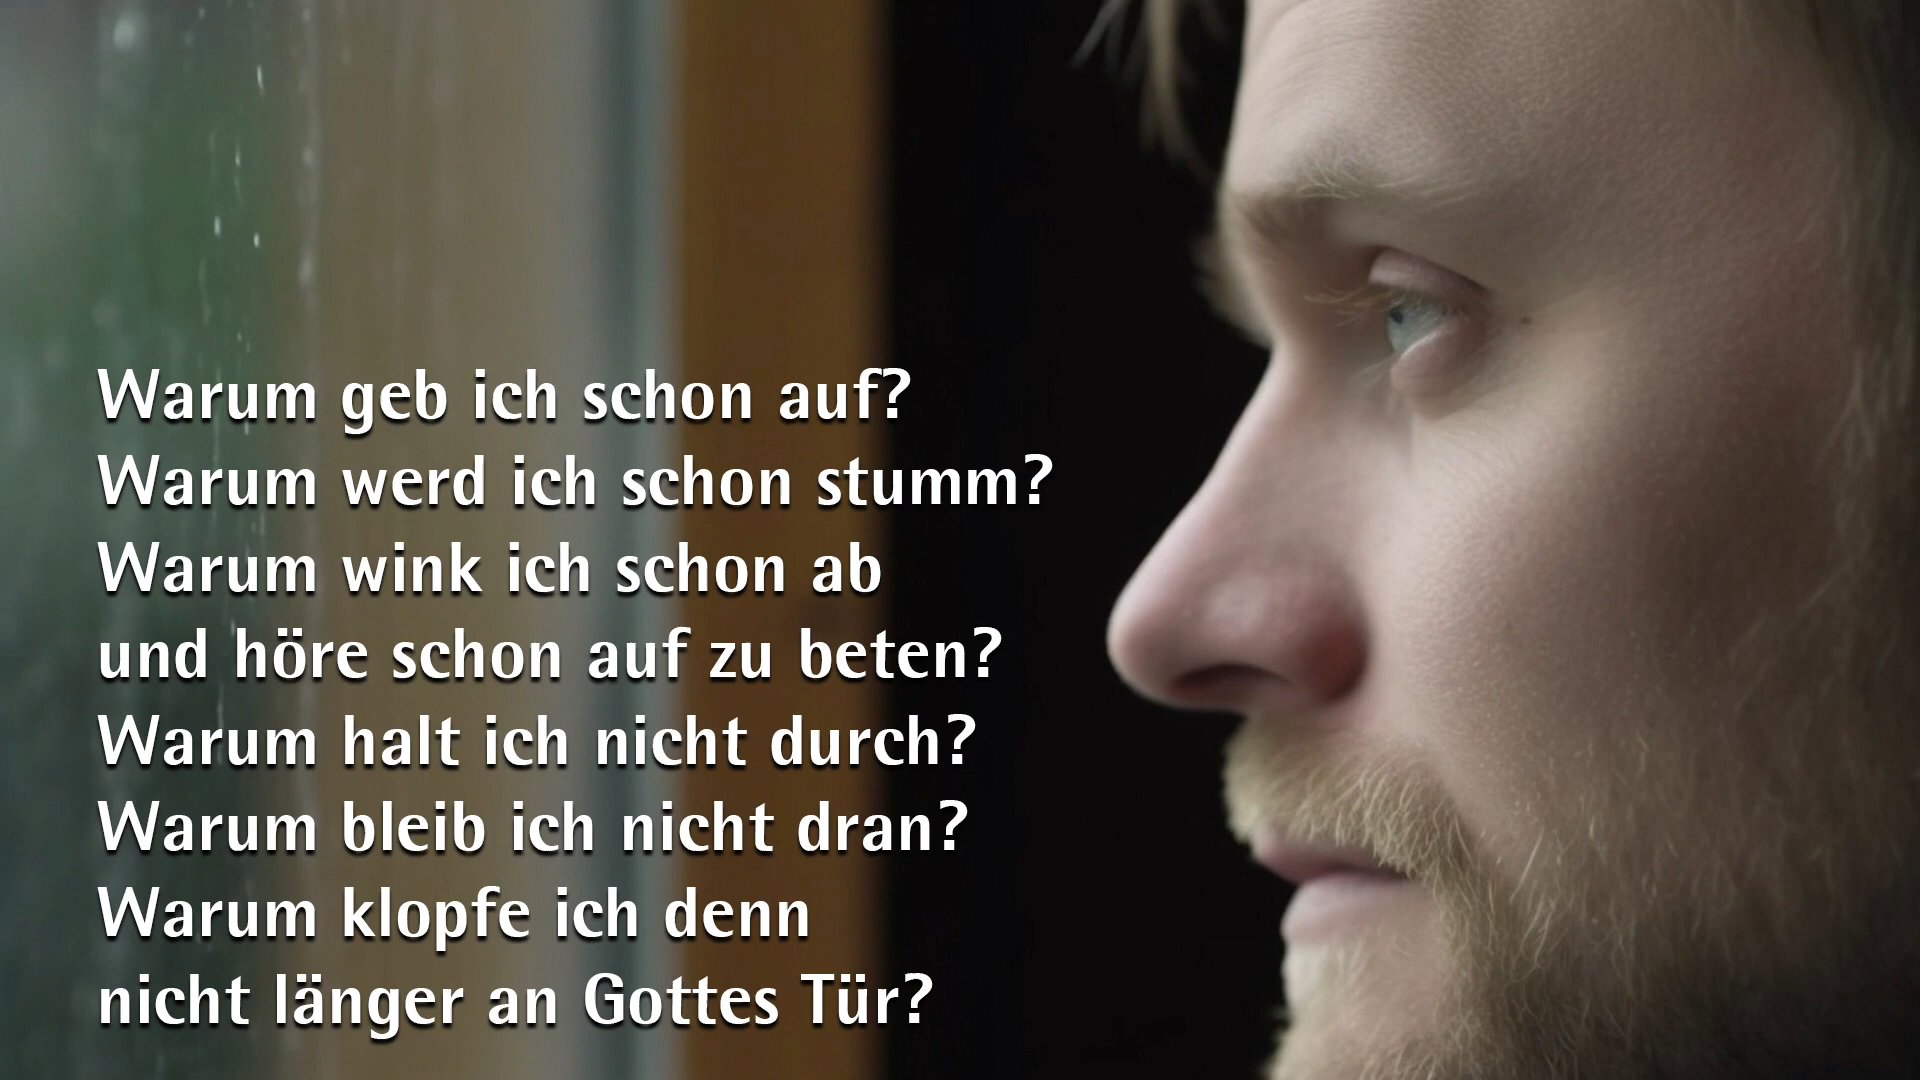 Warum geb ich schon auf?
Warum werd ich schon stumm?
Warum wink ich schon ab
und höre schon auf zu beten?
Warum halt ich nicht durch?
Warum bleib ich nicht dran?
Warum klopfe ich denn
nicht länger an Gottes Tür?